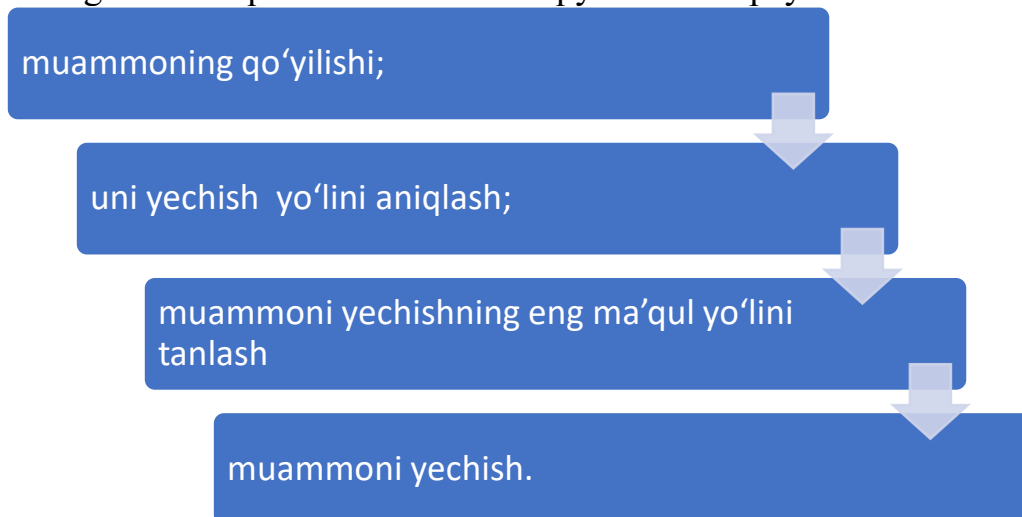 muammoning qo‘yilishi;
uni yechish yo‘lini aniqlash;
muammoni yechishning eng ma’qul yo‘lini
tanlash
muammoni yechish.